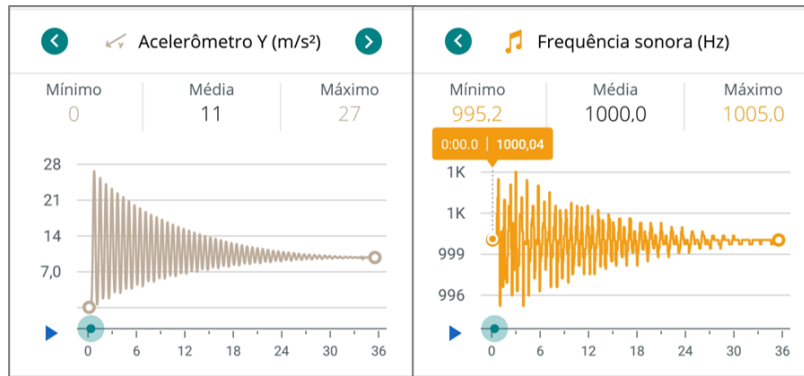 Acelerômetro Y (m/s²)
Mínimo Média Máximo
0 11 27
28
21
14
7,0
0 6 12 18 24 30 36
Frequência sonora (Hz)
Mínimo Média Máximo
995,2 1000,0 1005,0
0:00.0 | 1000,04
1K
1K
999
996
0 6 12 18 24 30 36